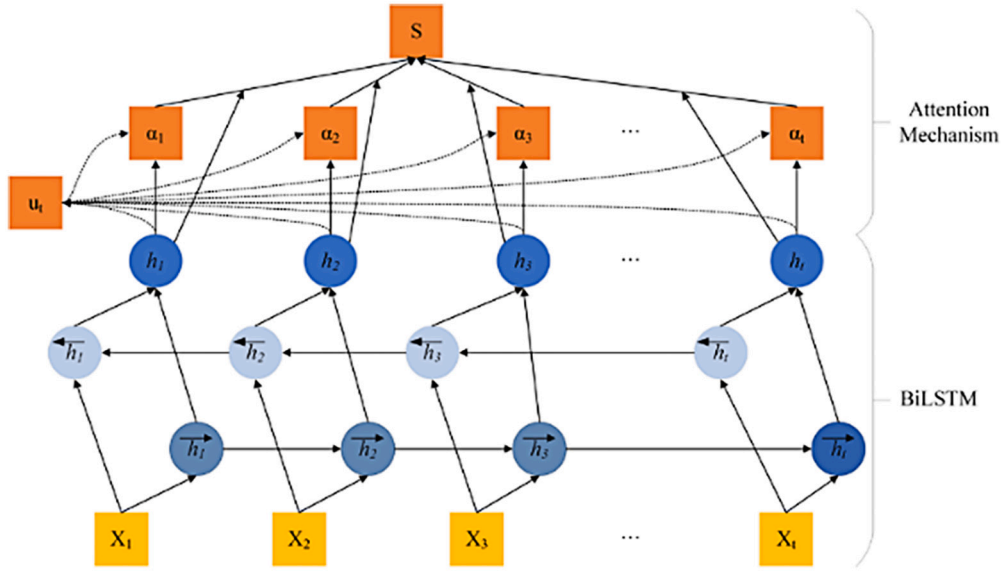 S
α₁ α₂ α₃ ... αₜ
Attention
Mechanism
uₜ
h₁ h₂ h₃ ... hₜ
h₁ h₂ h₃ hₜ
BiLSTM
h₁ h₂ h₃ hₜ
X₁ X₂ X₃ ... Xₜ